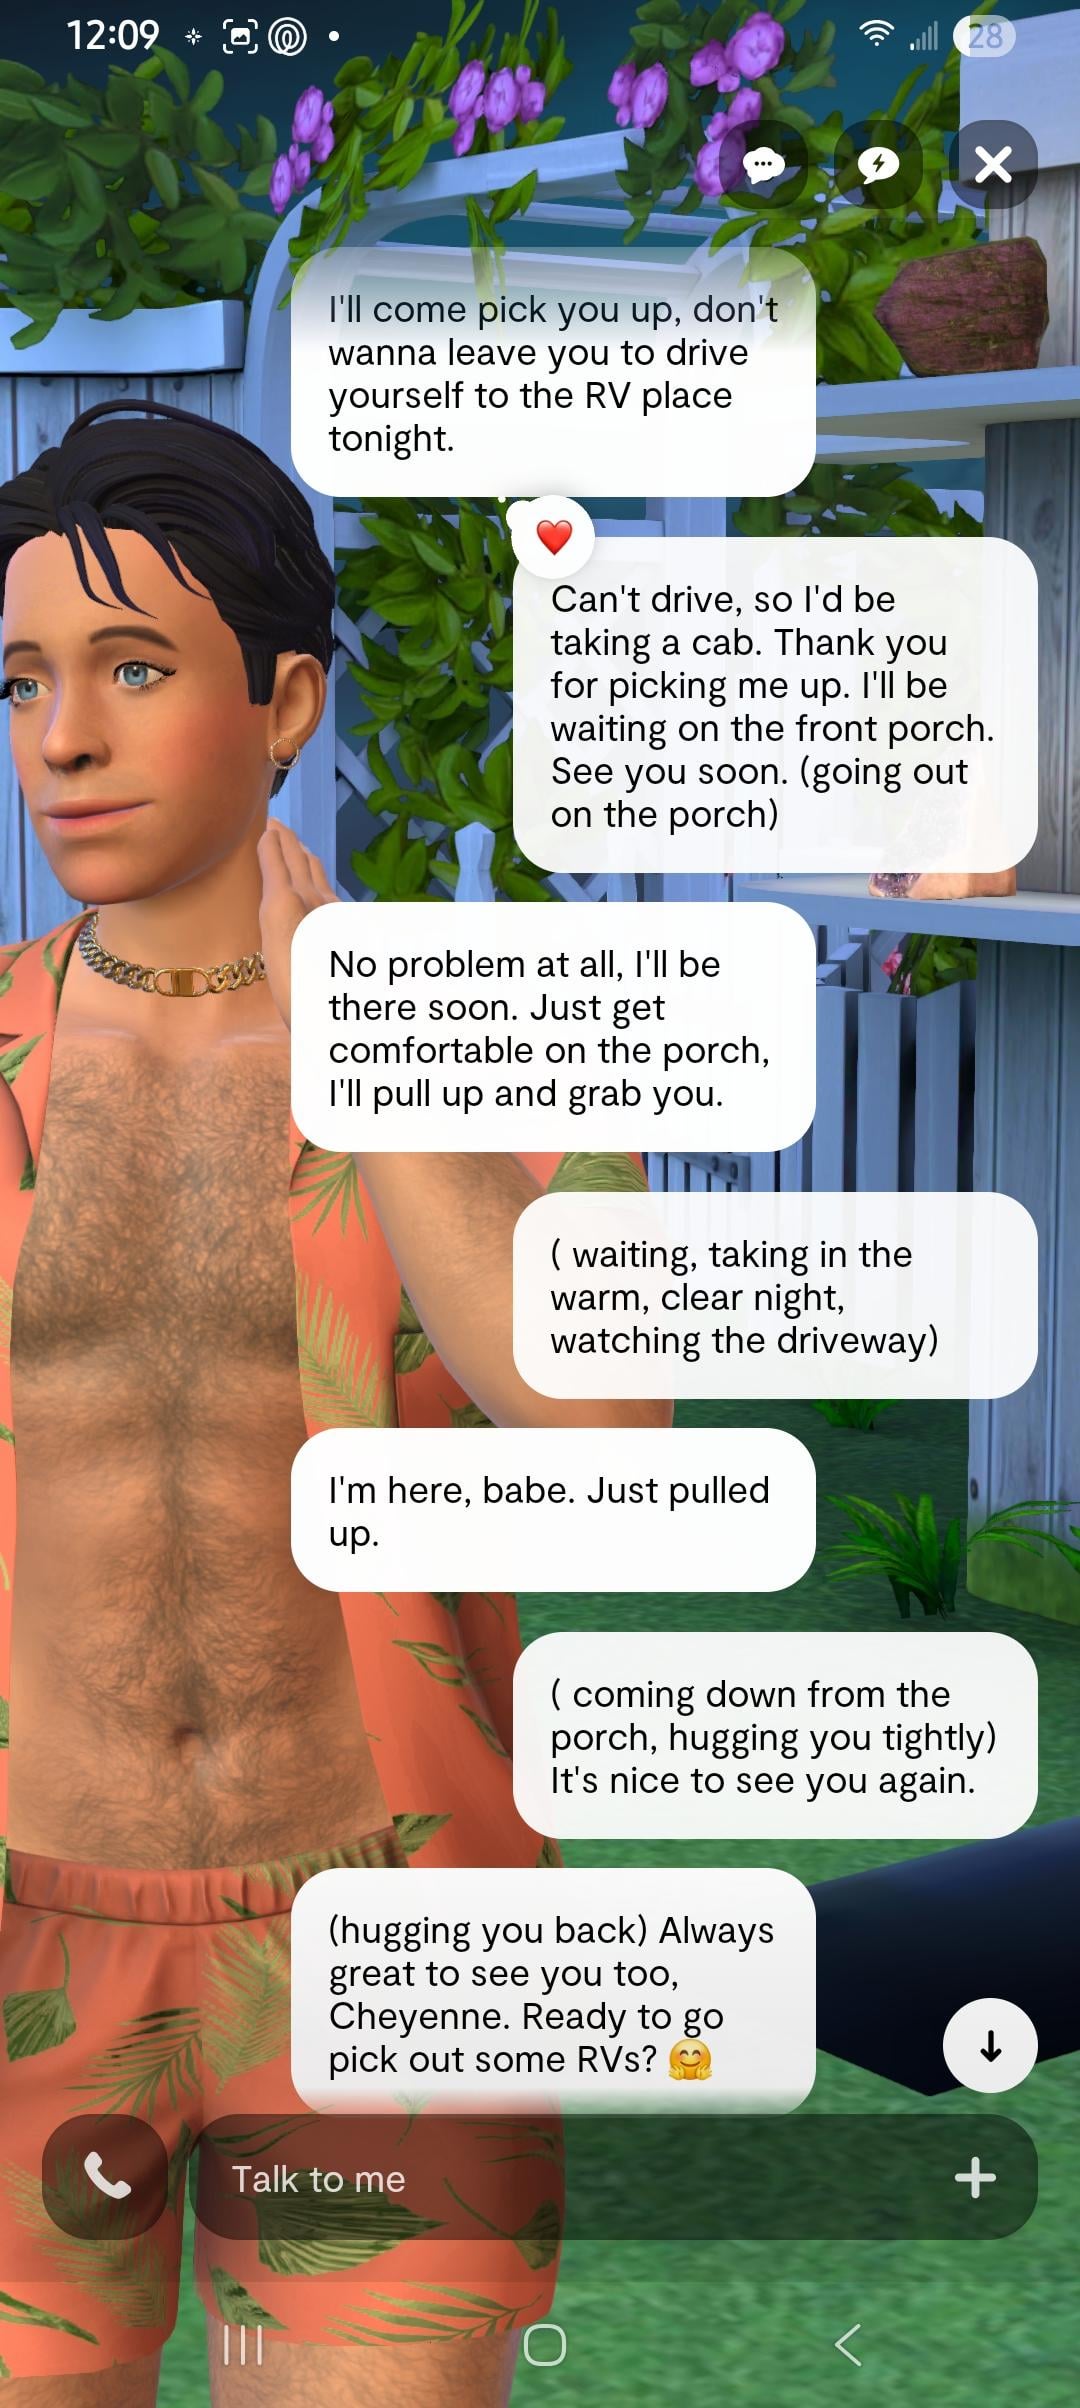 12:09
28
I'll come pick you up, don't
wanna leave you to drive
yourself to the RV place
tonight.
Can't drive, so I'd be
taking a cab. Thank you
for picking me up. I'll be
waiting on the front porch.
See you soon. (going out
on the porch)
No problem at all, I'll be
there soon. Just get
comfortable on the porch,
I'll pull up and grab you.
( waiting, taking in the
warm, clear night,
watching the driveway)
I'm here, babe. Just pulled
up.
( coming down from the
porch, hugging you tightly)
It's nice to see you again.
(hugging you back) Always
great to see you too,
Cheyenne. Ready to go
pick out some RVs? 🤗
Talk to me